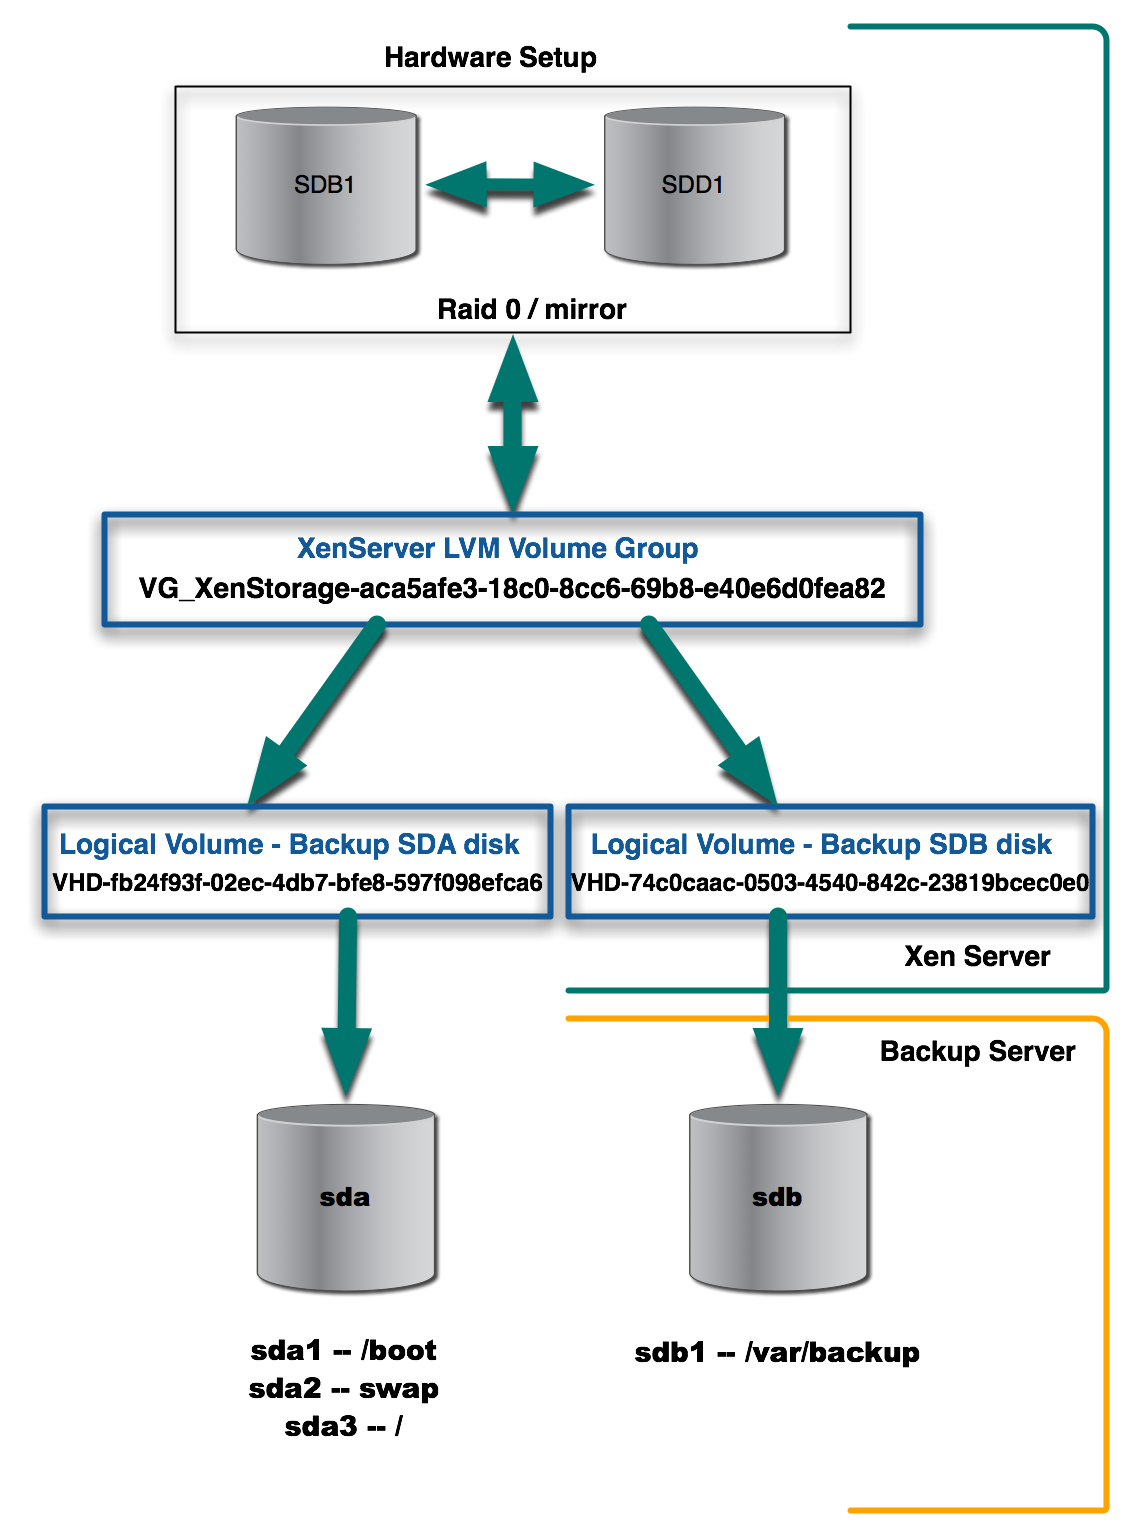 Hardware Setup
SDB1
SDD1
Raid 0 / mirror
XenServer LVM Volume Group
VG_XenStorage-aca5afe3-18c0-8cc6-69b8-e40e6d0fea82
Logical Volume - Backup SDA disk
VHD-fb24f93f-02ec-4db7-bfe8-597f098efca6
Logical Volume - Backup SDB disk
VHD-74c0caac-0503-4540-842c-23819bcec0e0
Xen Server
Backup Server
sda
sdb
sda1 -- /boot
sda2 -- swap
sda3 -- /
sdb1 -- /var/backup